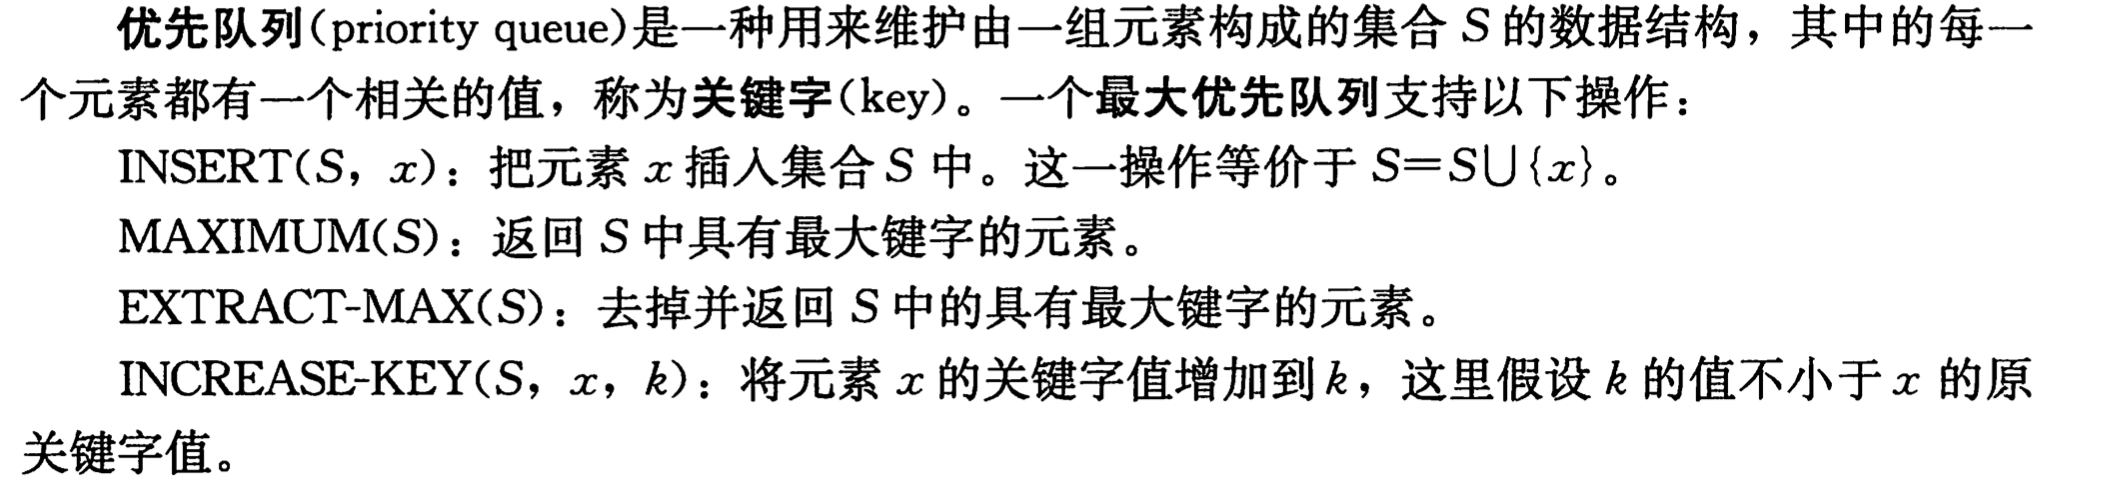 优先队列(priority queue)是一种用来维护由一组元素构成的集合 S 的数据结构，其中的每一
个元素都有一个相关的值，称为关键字(key)。一个最大优先队列支持以下操作：
INSERT(S，x)：把元素 x 插入集合 S 中。这一操作等价于 S=S∪{x}。
MAXIMUM(S)：返回 S 中具有最大键字的元素。
EXTRACT-MAX(S)：去掉并返回 S 中的具有最大键字的元素。
INCREASE-KEY(S，x，k)：将元素 x 的关键字值增加到 k，这里假设 k 的值不小于 x 的原
关键字值。